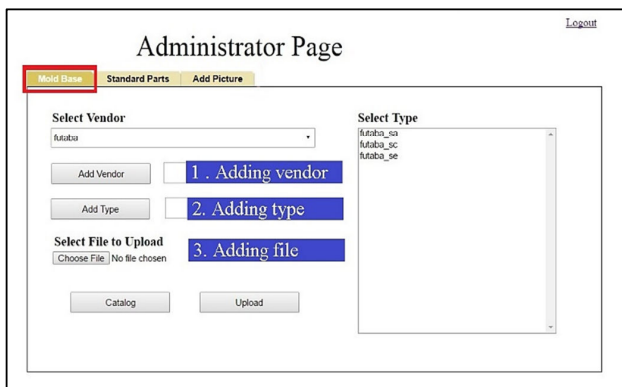 Logout
Administrator Page
Mold Base Standard Parts Add Picture
Select Vendor
futaba
Add Vendor 1 . Adding vendor
Add Type 2. Adding type
Select File to Upload
Choose File No file chosen 3. Adding file
Catalog Upload
Select Type
futaba_sa
futaba_sc
futaba_se